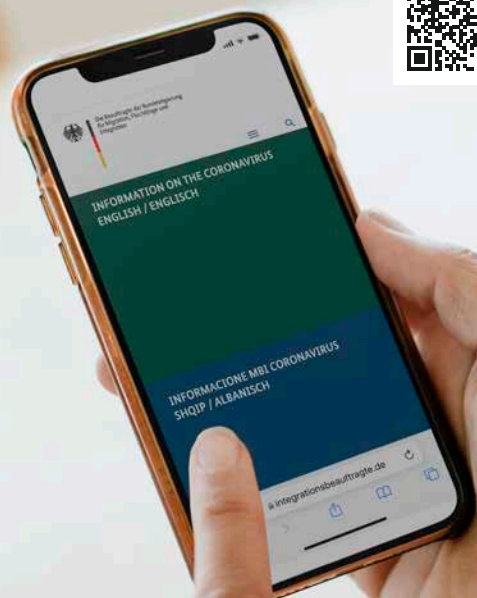 Die Beauftragte der Bundesregierung
für Migration, Flüchtlinge und
Integration
INFORMATION ON THE CORONAVIRUS
ENGLISH / ENGLISCH
INFORMACIONE MBI CORONAVIRUS
SHQIP / ALBANISCH
integrationsbeauftragte.de